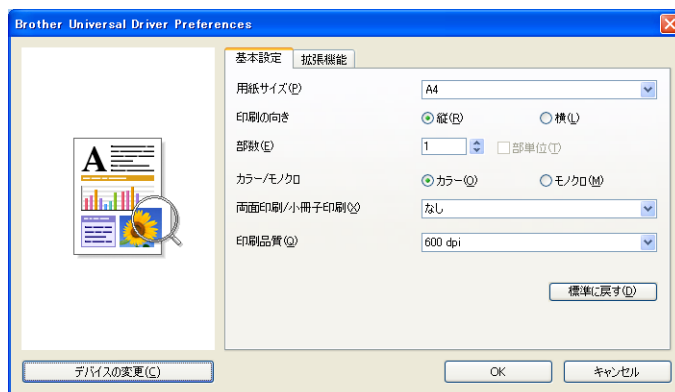 Brother Universal Driver Preferences
基本設定 拡張機能
用紙サイズ(P) A4
印刷の向き 縦(R) 横(L)
部数(E) 1 部単位(T)
カラー/モノクロ カラー(O) モノクロ(M)
両面印刷/小冊子印刷(X) なし
印刷品質(Q) 600 dpi
標準に戻す(D)
A
デバイスの変更(C) OK キャンセル